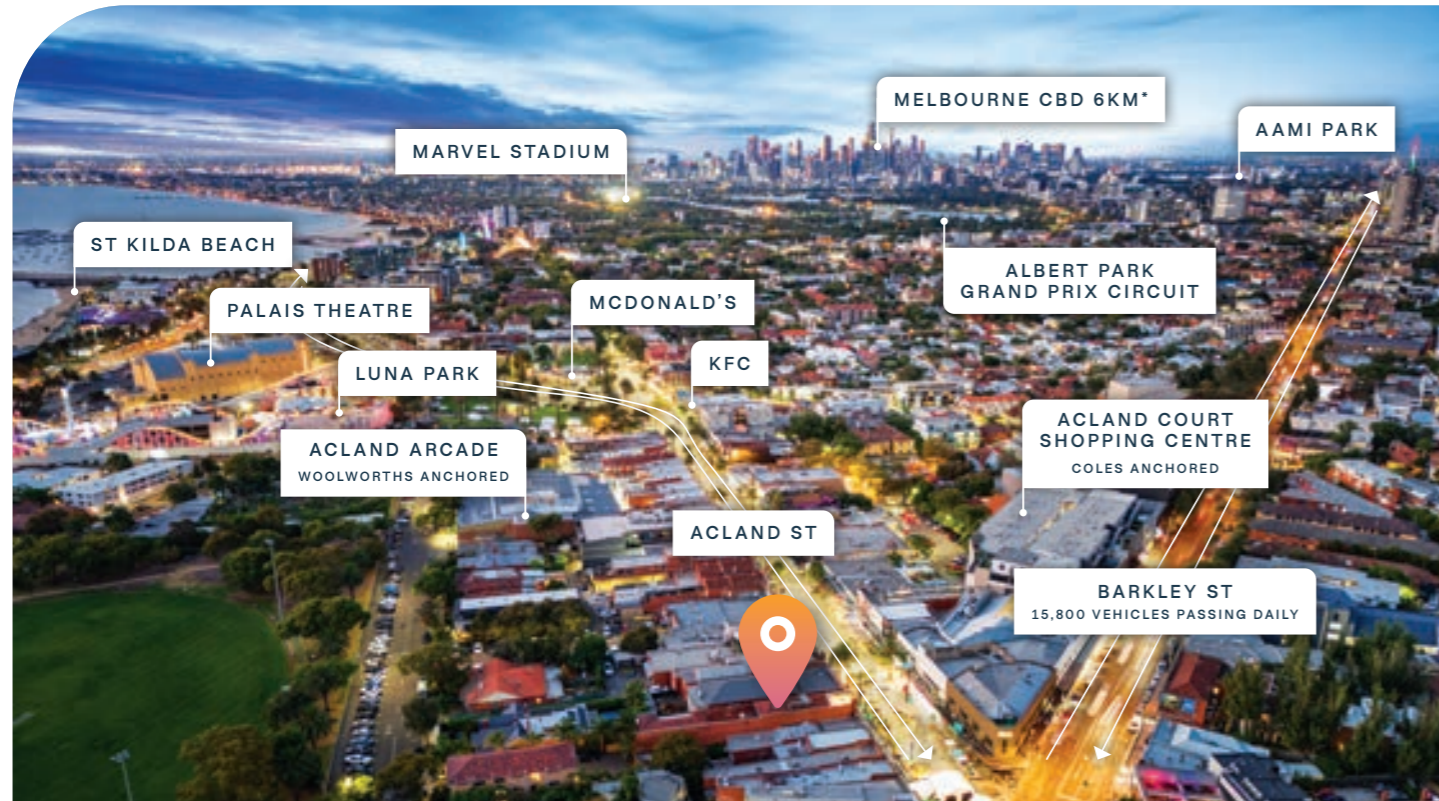 MELBOURNE CBD 6KM*
AAMI PARK
MARVEL STADIUM
ST KILDA BEACH
ALBERT PARK
GRAND PRIX CIRCUIT
PALAIS THEATRE
MCDONALD'S
LUNA PARK
KFC
ACLAND COURT
SHOPPING CENTRE
COLES ANCHORED
ACLAND ARCADE
WOOLWORTHS ANCHORED
ACLAND ST
BARKLEY ST
15,800 VEHICLES PASSING DAILY